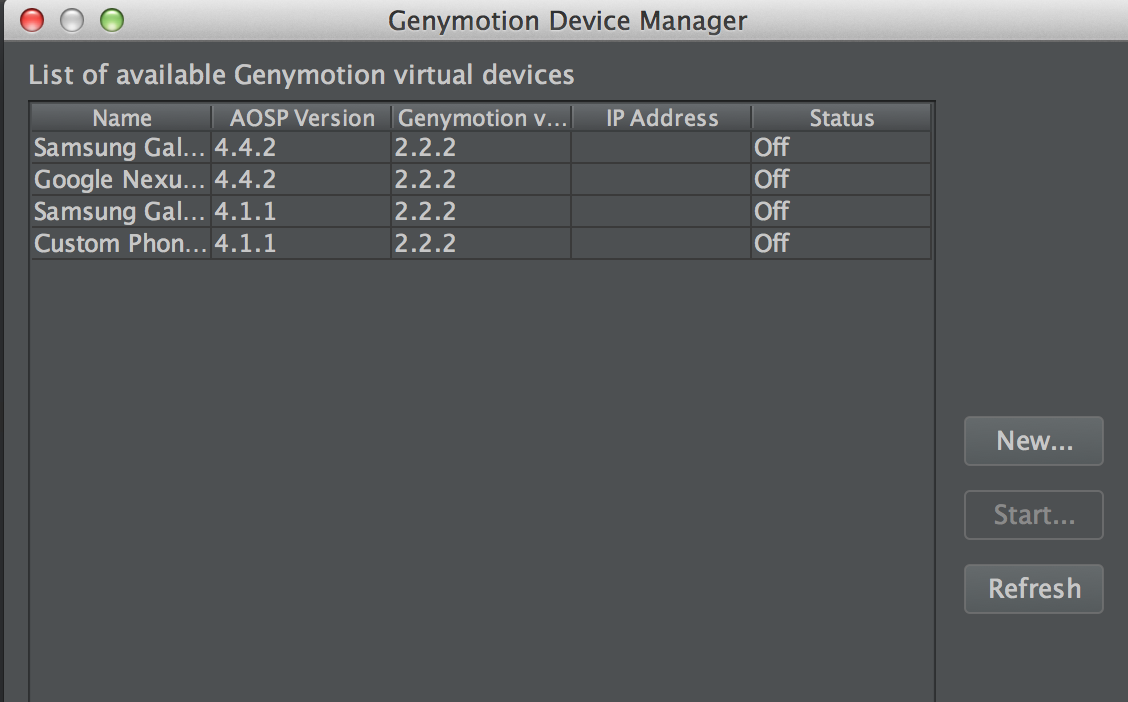 Genymotion Device Manager
List of available Genymotion virtual devices
Name AOSP Version Genymotion v... IP Address Status
Samsung Gal... 4.4.2 2.2.2 Off
Google Nexu... 4.4.2 2.2.2 Off
Samsung Gal... 4.1.1 2.2.2 Off
Custom Phon... 4.1.1 2.2.2 Off
New...
Start...
Refresh